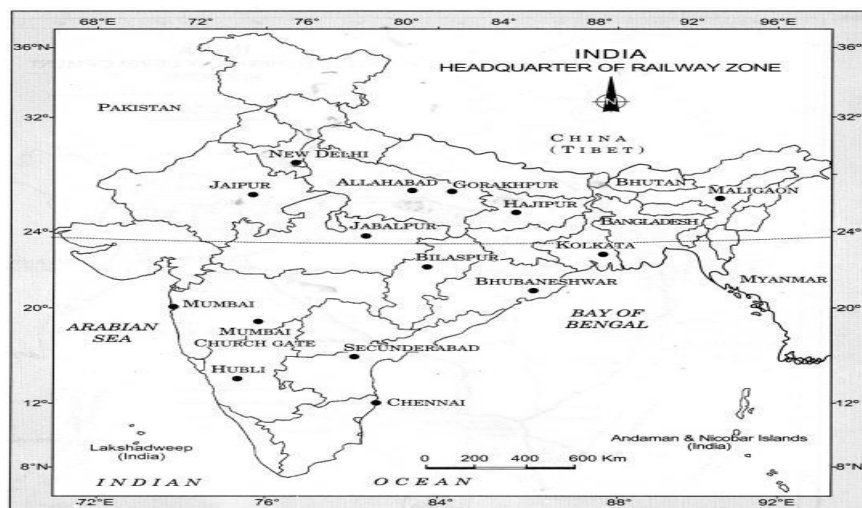 68°E 72° 76° 80° 84° 88° 92° 96°E
36°N
36°N
INDIA
HEADQUARTER OF RAILWAY ZONE
N
PAKISTAN
32°
32°
CHINA
(TIBET)
NEW DELHI
JAIPUR
ALLAHABAD
GORAKHPUR
BHUTAN
MALIGAON
HAJIPUR
BANGLADESH
JABALPUR
24°
24°
KOLKATA
BILASPUR
BHUBANESHWAR
MYANMAR
20°
20°
MUMBAI
ARABIAN
SEA
BAY OF
BENGAL
MUMBAI
CHURCH GATE
SECUNDERABAD
HUBLI
12°
12°
CHENNAI
Lakshadweep
(India)
Andaman & Nicobar Islands
(India)
0 200 400 600 Km
8°N
8°N
INDIAN OCEAN
72°E 76° 84° 88° 92°E